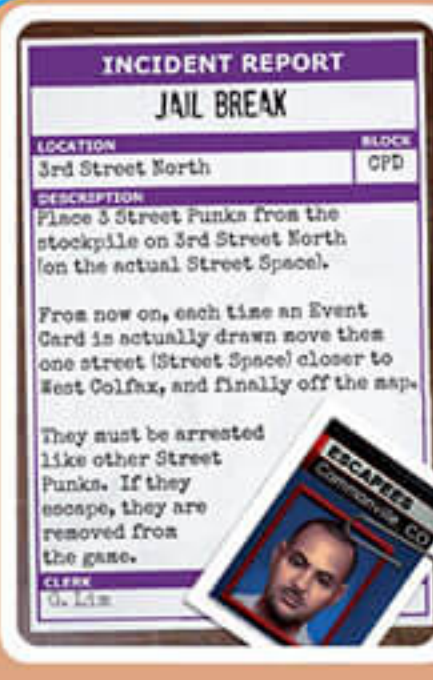 INCIDENT REPORT
JAIL BREAK
LOCATION
BLOCK
3rd Street North
CPD
DESCRIPTION
Place 3 Street Punks from the
stockpile on 3rd Street North
(on the actual Street Space).
From now on, each time an Event
Card is actually drawn move them
one street (Street Space) closer to
West Colfax, and finally off the map.
They must be arrested
like other Street
Punks. If they
escape, they are
removed from
the game.
ESCAPEES
Commonville, CO
CLERK
G. Lim